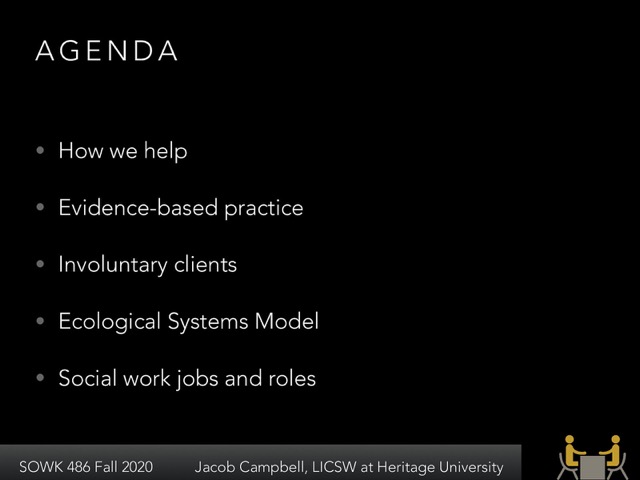 AGENDA
• How we help
• Evidence-based practice
• Involuntary clients
• Ecological Systems Model
• Social work jobs and roles
SOWK 486 Fall 2020 Jacob Campbell, LICSW at Heritage University